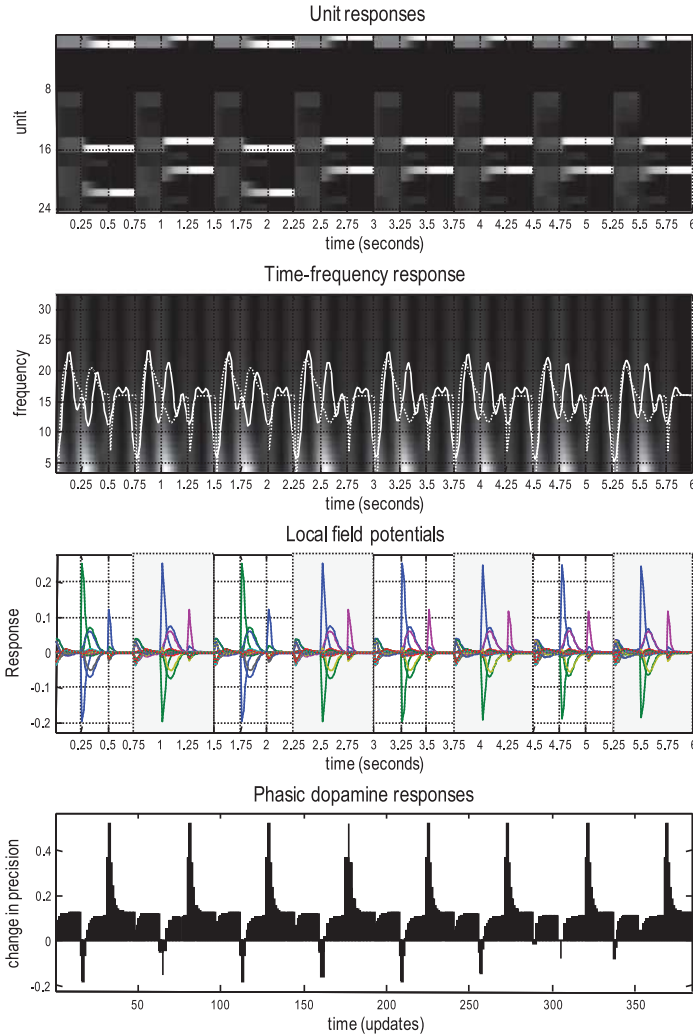 Unit responses
unit
8
16
24
0.25 0.5 0.75 1 1.25 1.5 1.75 2 2.25 2.5 2.75 3 3.25 3.5 3.75 4 4.25 4.5 4.75 5 5.25 5.5 5.75 6
time (seconds)
Time-frequency response
frequency
30
25
20
15
10
5
0.25 0.5 0.75 1 1.25 1.5 1.75 2 2.25 2.5 2.75 3 3.25 3.5 3.75 4 4.25 4.5 4.75 5 5.25 5.5 5.75 6
time (seconds)
Local field potentials
Response
0.2
0.1
0
-0.1
-0.2
0.25 0.5 0.75 1 1.25 1.5 1.75 2 2.25 2.5 2.75 3 3.25 3.5 3.75 4 4.25 4.5 4.75 5 5.25 5.5 5.75 6
time (seconds)
Phasic dopamine responses
change in precision
0.4
0.2
0
-0.2
50 100 150 200 250 300 350
time (updates)